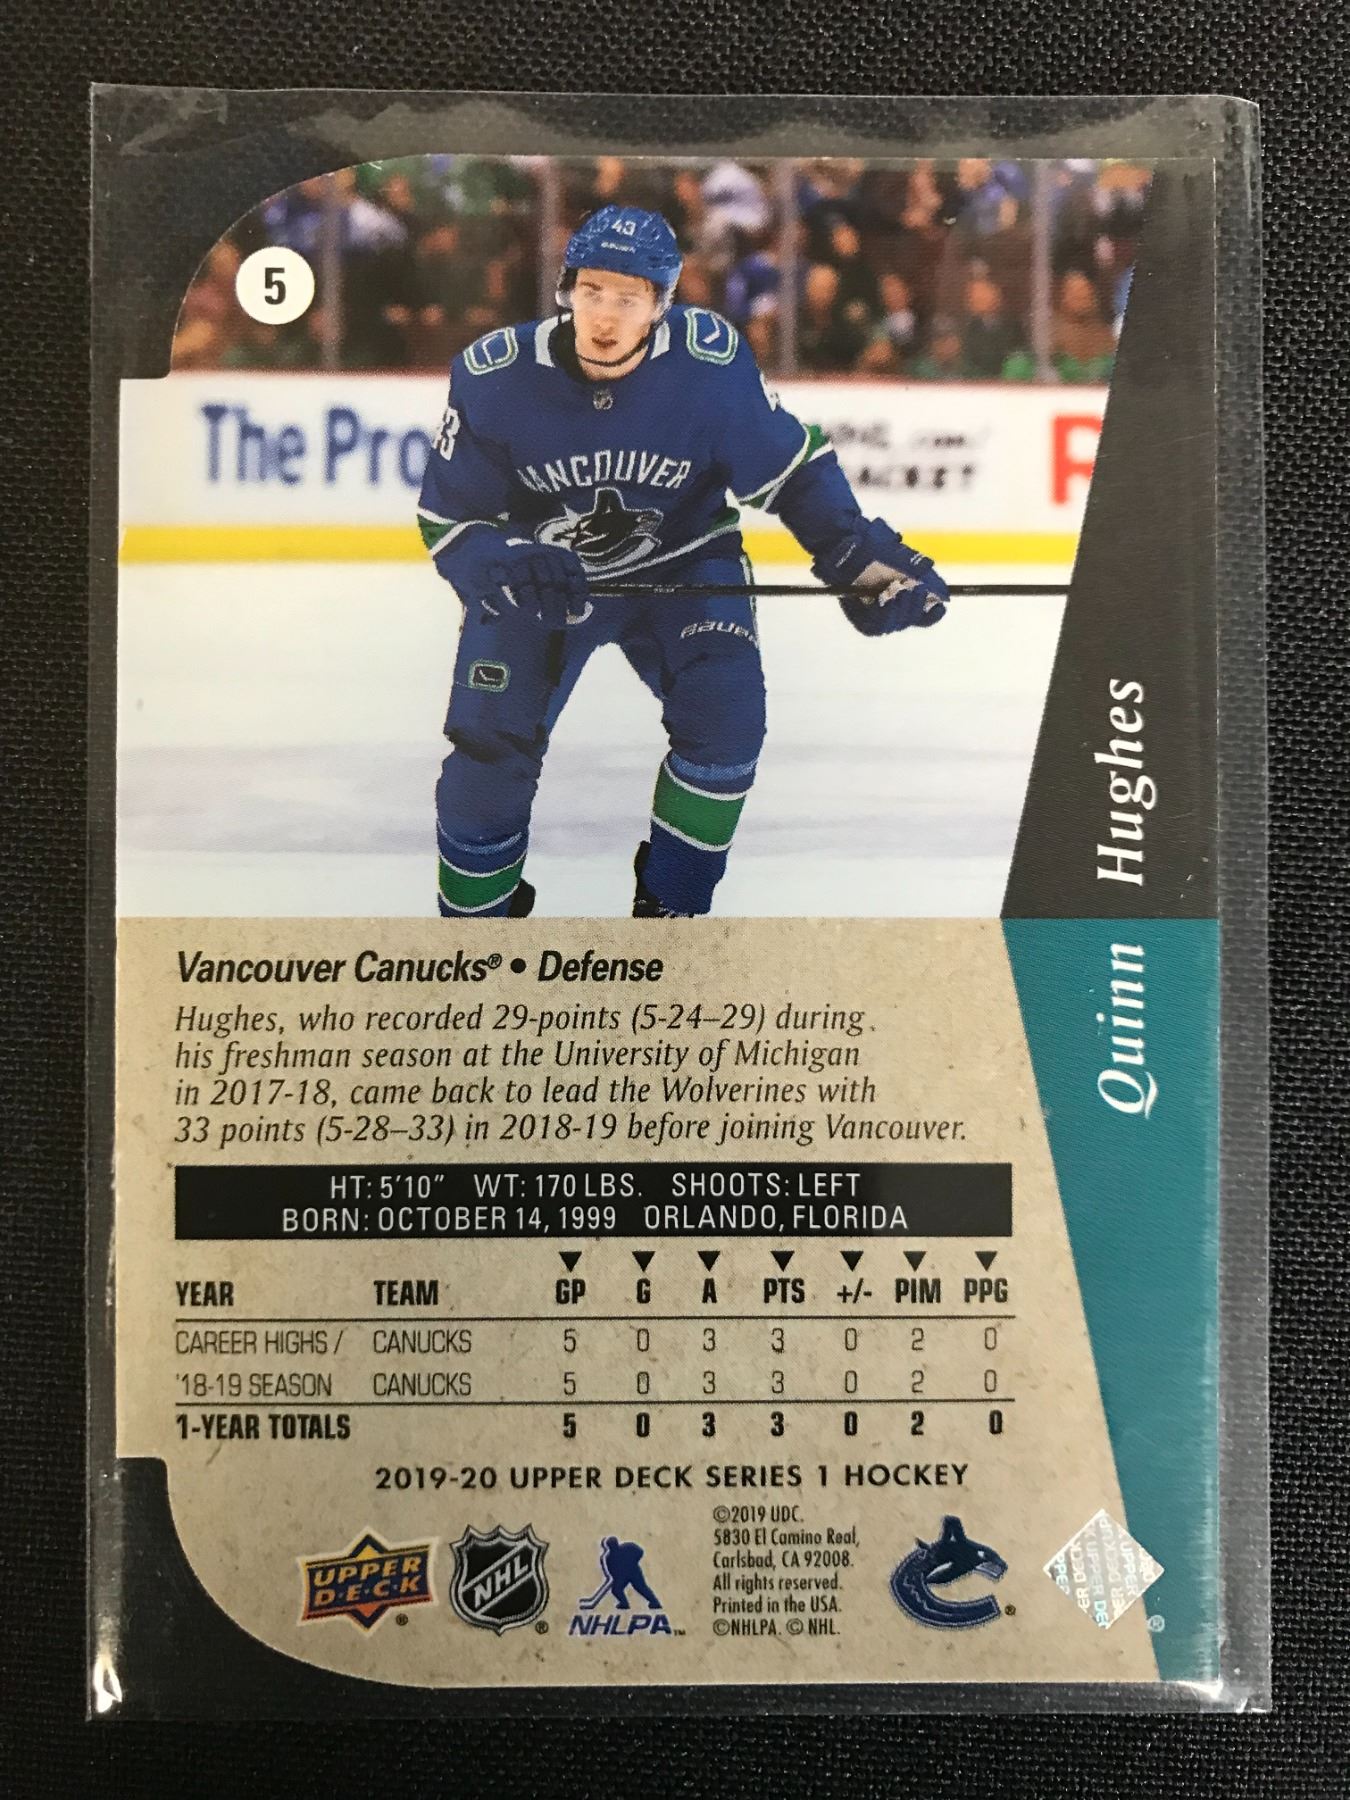 5
43
The Pro
R
43
VANCOUVER
BAUER
Quinn Hughes
Vancouver Canucks® • Defense
Hughes, who recorded 29-points (5-24–29) during
his freshman season at the University of Michigan
in 2017-18, came back to lead the Wolverines with
33 points (5-28–33) in 2018-19 before joining Vancouver.
HT: 5'10" WT: 170 LBS. SHOOTS: LEFT
BORN: OCTOBER 14, 1999 ORLANDO, FLORIDA
YEAR TEAM GP G A PTS +/- PIM PPG
CAREER HIGHS / CANUCKS 5 0 3 3 0 2 0
'18-19 SEASON CANUCKS 5 0 3 3 0 2 0
1-YEAR TOTALS 5 0 3 3 0 2 0
2019-20 UPPER DECK SERIES 1 HOCKEY
UPPER
D·E·C·K
®
NHL
®
NHLPA™
©2019 UDC.
5830 El Camino Real,
Carlsbad, CA 92008.
All rights reserved.
Printed in the USA.
©NHLPA. © NHL.
®
UPPER DECK
®